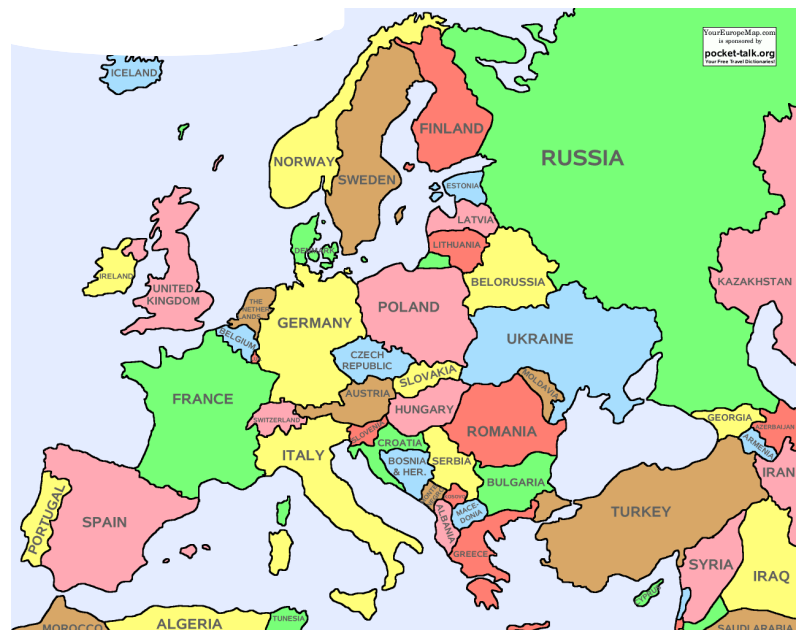 YourEuropeMap.com
is sponsored by
pocket-talk.org
Your Free Travel Dictionaries!
ICELAND
FINLAND
NORWAY
SWEDEN
RUSSIA
ESTONIA
LATVIA
LITHUANIA
DENMARK
IRELAND
UNITED
KINGDOM
THE
NETHER
LANDS
BELGIUM
GERMANY
POLAND
BELORUSSIA
KAZAKHSTAN
UKRAINE
CZECH
REPUBLIC
SLOVAKIA
MOLDAVIA
FRANCE
AUSTRIA
SWITZERLAND
HUNGARY
ROMANIA
SLOVENIA
CROATIA
ITALY
BOSNIA
& HER.
SERBIA
GEORGIA
AZERBAIJAN
ARMENIA
IRAN
BULGARIA
KOSOVO
MACE
DONIA
ALBANIA
GREECE
TURKEY
PORTUGAL
SPAIN
SYRIA
IRAQ
CYPRUS
MOROCCO
ALGERIA
TUNESIA
SAUDI ARABIA